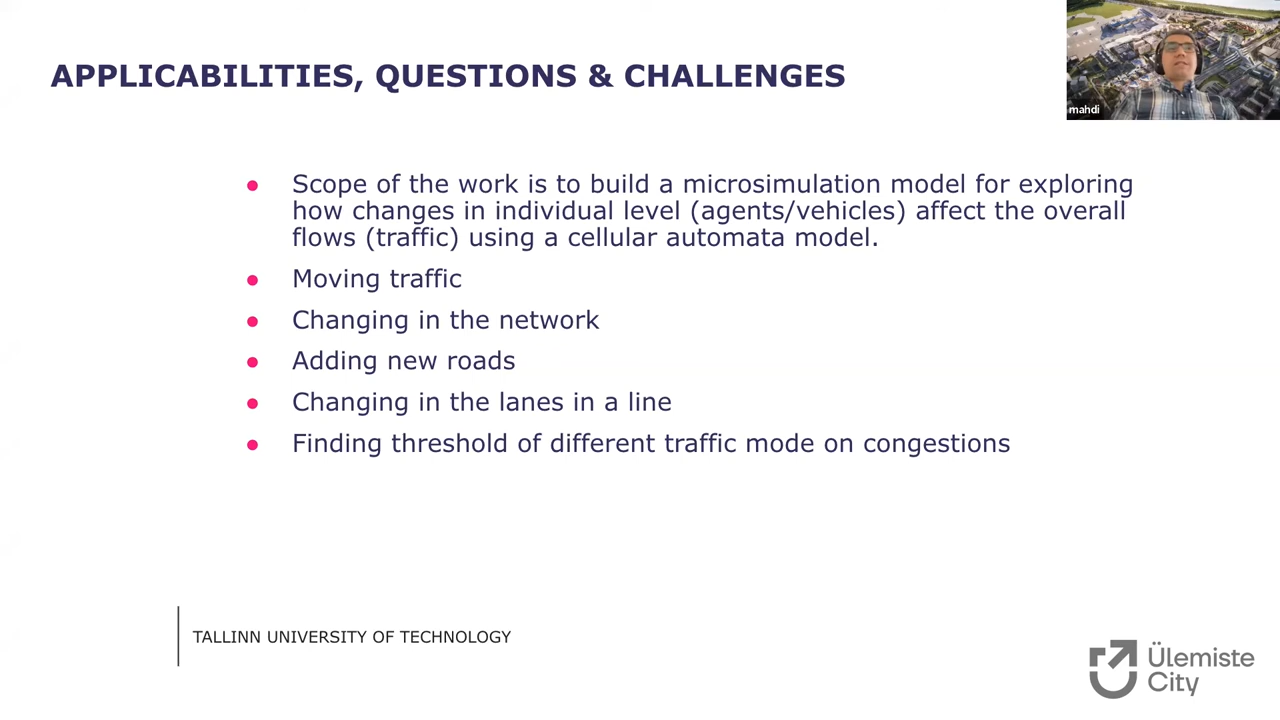 APPLICABILITIES, QUESTIONS & CHALLENGES
mahdi
Scope of the work is to build a microsimulation model for exploring
how changes in individual level (agents/vehicles) affect the overall
flows (traffic) using a cellular automata model.
Moving traffic
Changing in the network
Adding new roads
Changing in the lanes in a line
Finding threshold of different traffic mode on congestions
TALLINN UNIVERSITY OF TECHNOLOGY
Ülemiste
City